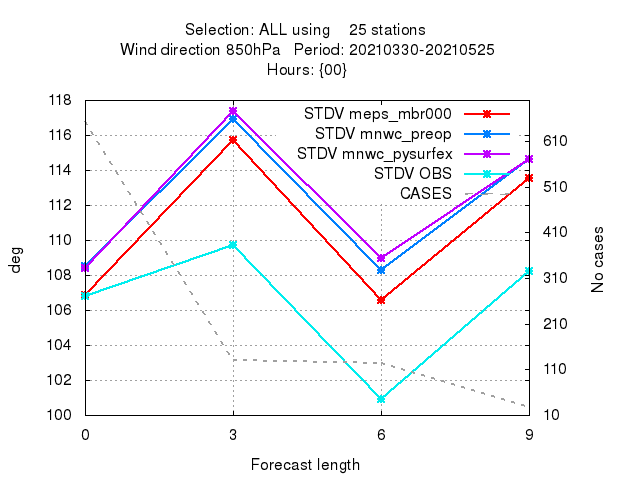 Selection: ALL using    25 stations
Wind direction 850hPa   Period: 20210330-20210525
Hours: {00}
118
116
114
112
110
108
106
104
102
100
deg
STDV meps_mbr000
STDV mnwc_preop
STDV mnwc_pysurfex
STDV OBS
CASES
610
510
410
310
210
110
10
No cases
0 3 6 9
Forecast length